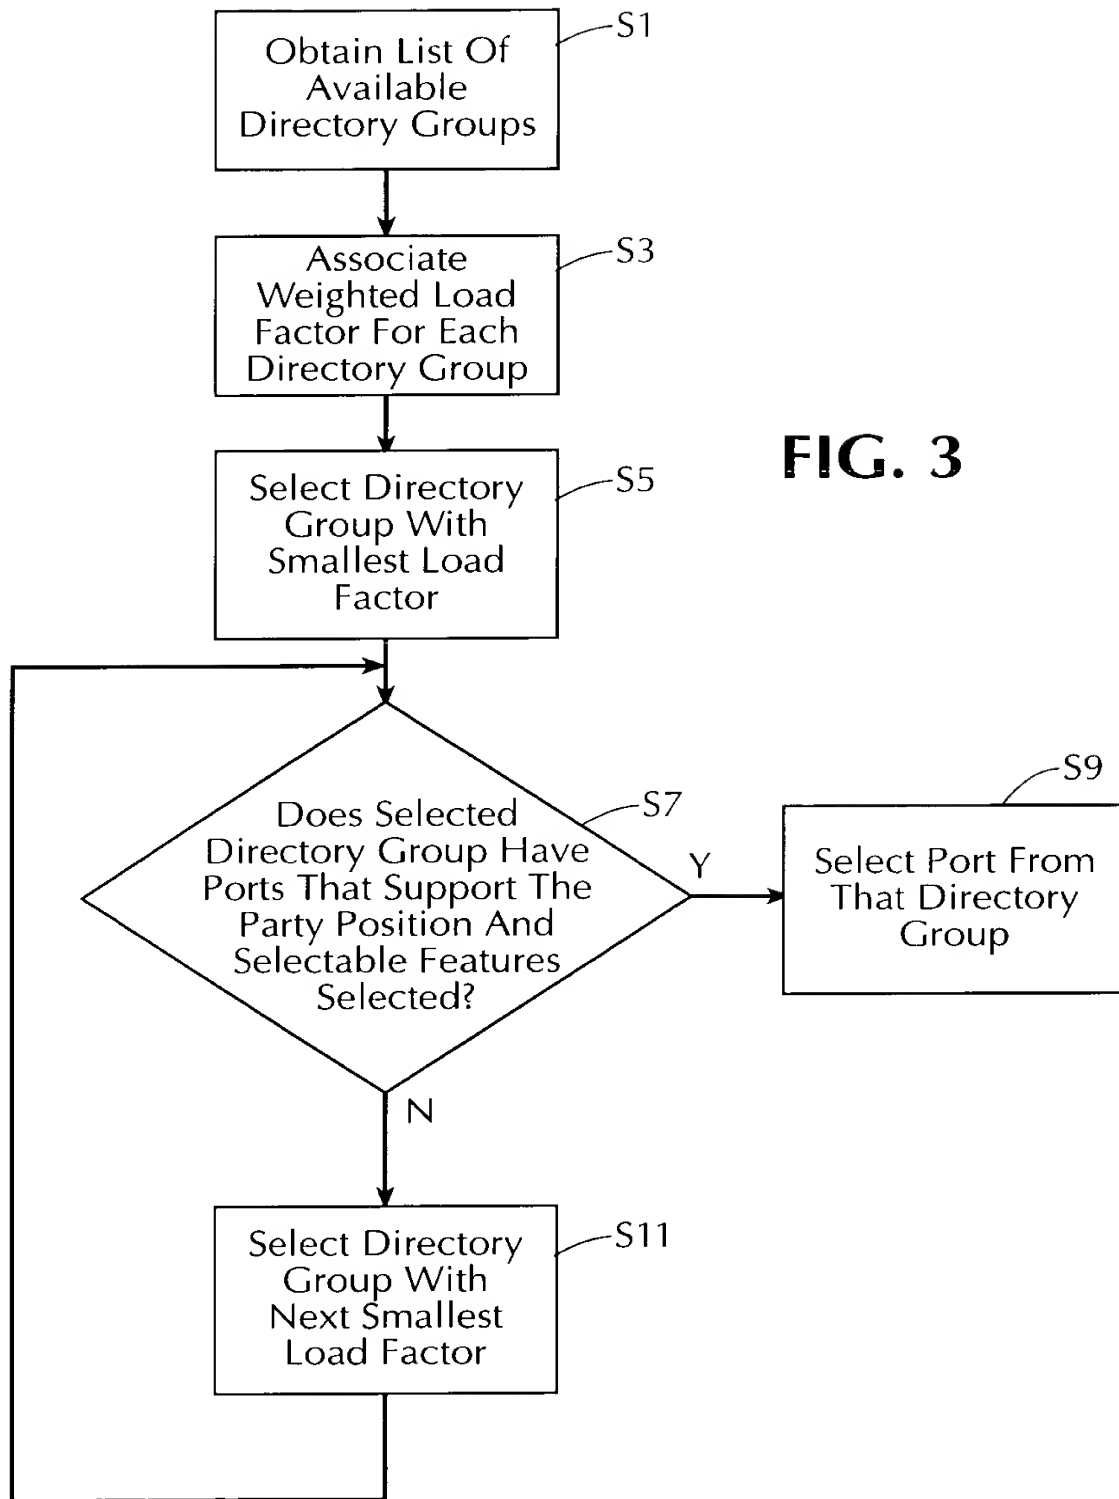 Obtain List Of
Available
Directory Groups
S1
Associate
Weighted Load
Factor For Each
Directory Group
S3
FIG. 3
Select Directory
Group With
Smallest Load
Factor
S5
Does Selected
Directory Group Have
Ports That Support The
Party Position And
Selectable Features
Selected?
S7
Y
Select Port From
That Directory
Group
S9
N
Select Directory
Group With
Next Smallest
Load Factor
S11